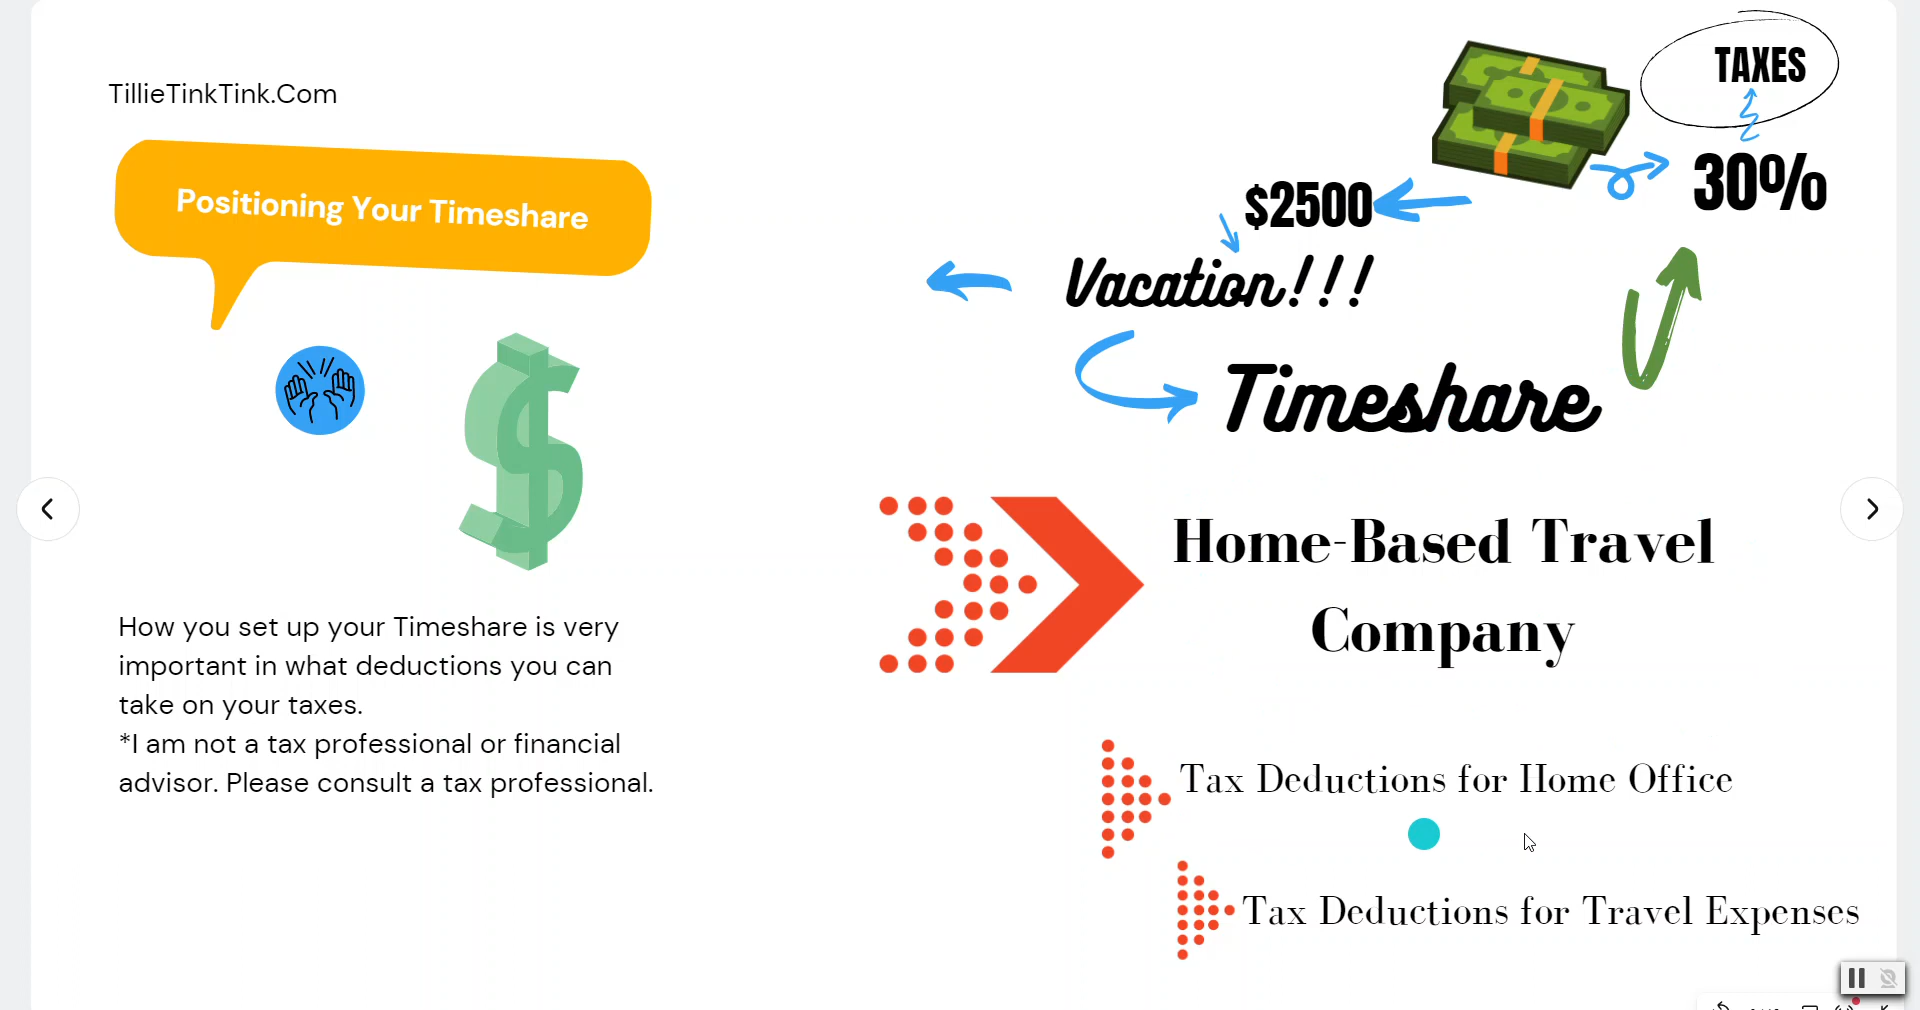 TillieTinkTink.Com
Positioning Your Timeshare
How you set up your Timeshare is very
important in what deductions you can
take on your taxes.
*I am not a tax professional or financial
advisor. Please consult a tax professional.
TAXES
30%
$2500
Vacation!!!
Timeshare
Home-Based Travel
Company
Tax Deductions for Home Office
Tax Deductions for Travel Expenses